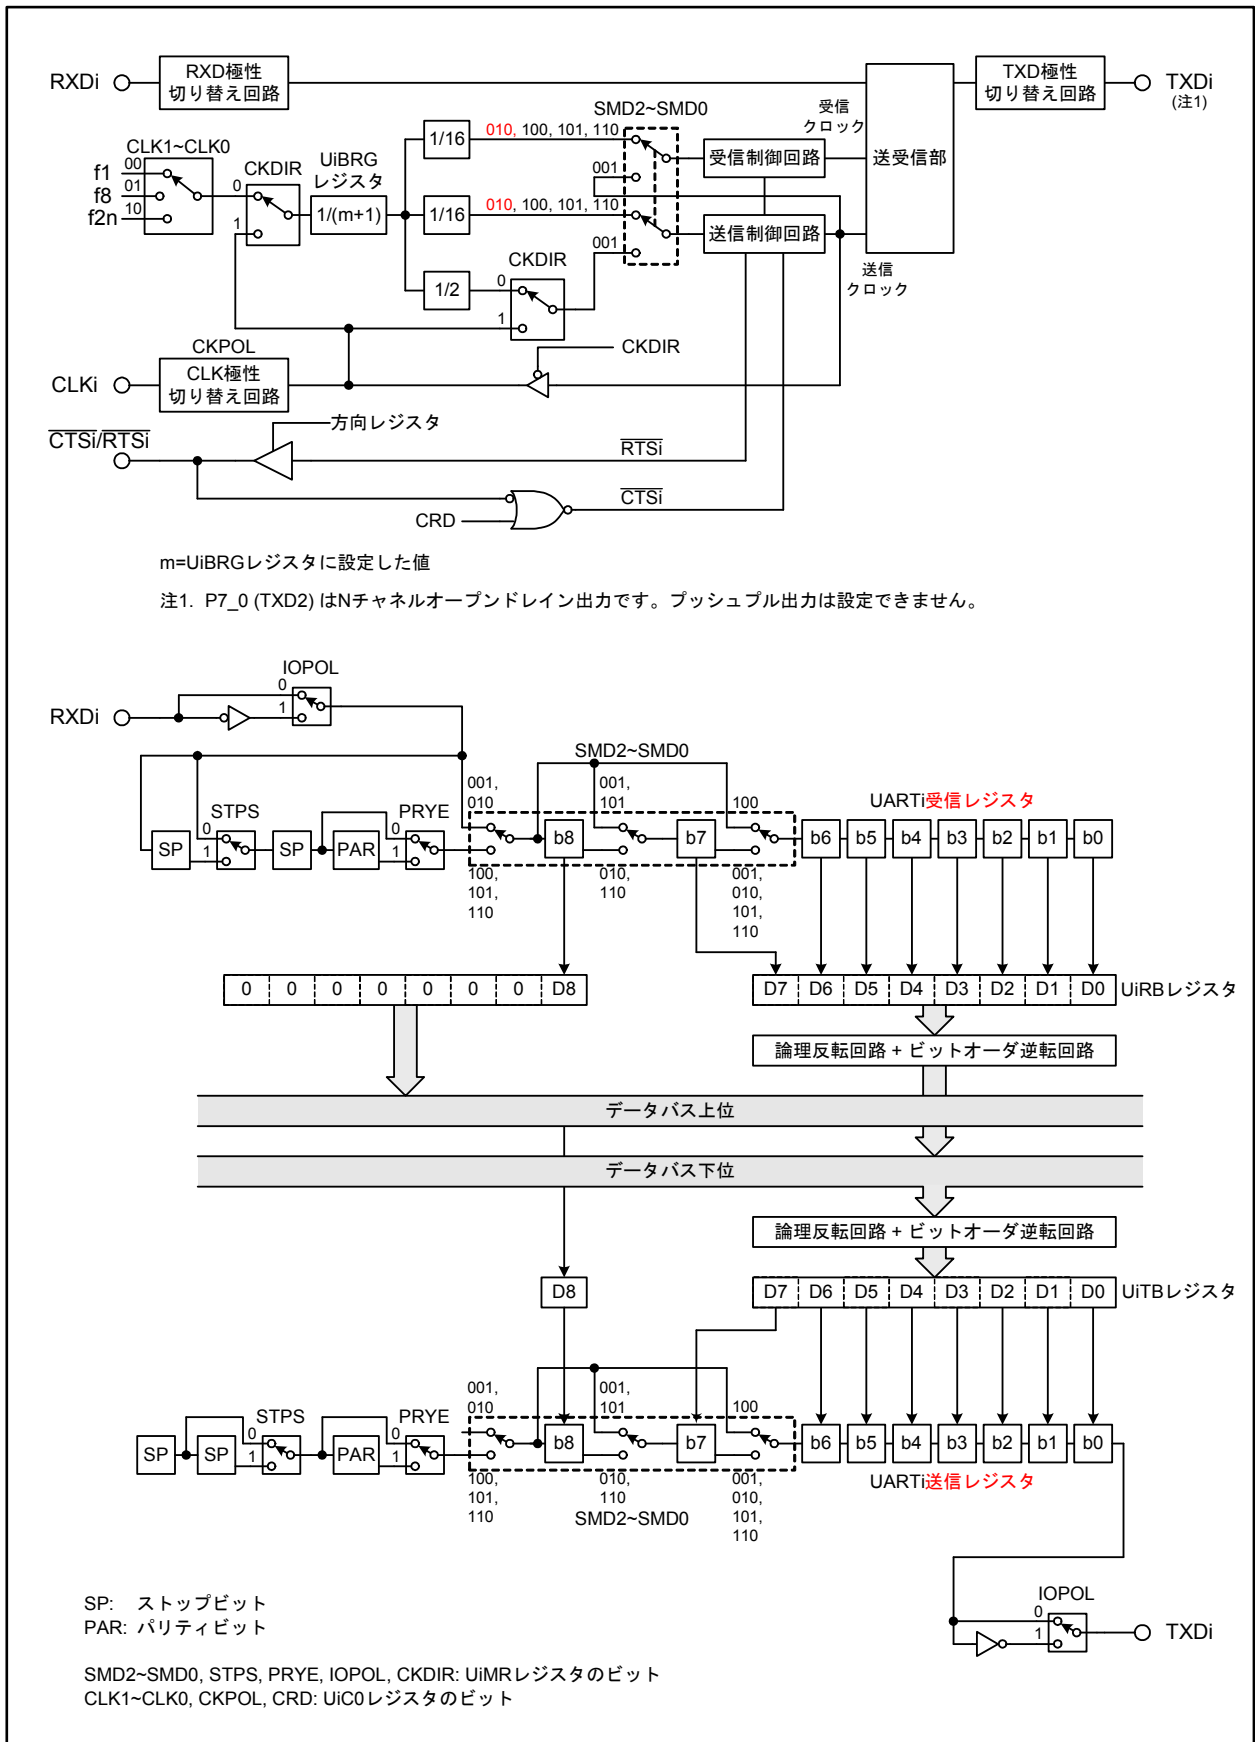 RXDi
RXD極性
切り替え回路
TXD極性
切り替え回路
TXDi
(注1)
SMD2~SMD0
受信
クロック
送受信部
CLK1~CLK0
00
f1
01
f8
10
f2n
CKDIR
0
1
UiBRG
レジスタ
1/(m+1)
1/16
010, 100, 101, 110
001
受信制御回路
1/16
010, 100, 101, 110
001
送信制御回路
送信
クロック
1/2
CKDIR
0
1
CKPOL
CLKi
CLK極性
切り替え回路
CKDIR
CTSi/RTSi
方向レジスタ
RTSi
CTSi
CRD
m=UiBRGレジスタに設定した値
注1. P7_0 (TXD2) はNチャネルオープンドレイン出力です。プッシュプル出力は設定できません。
RXDi
IOPOL
0
1
SMD2~SMD0
001,
010
001,
101
100
UARTi受信レジスタ
STPS
PRYE
SP
0
1
SP
PAR
0
1
b8
b7
b6 b5 b4 b3 b2 b1 b0
100,
101,
110
010,
110
001,
010,
101,
110
0 0 0 0 0 0 0 D8
D7 D6 D5 D4 D3 D2 D1 D0
UiRBレジスタ
論理反転回路 + ビットオーダ逆転回路
データバス上位
データバス下位
論理反転回路 + ビットオーダ逆転回路
D8
D7 D6 D5 D4 D3 D2 D1 D0
UiTBレジスタ
001,
010
001,
101
100
STPS
PRYE
SP
SP
0
1
PAR
0
1
b8
b7
b6 b5 b4 b3 b2 b1 b0
100,
101,
110
010,
110
001,
010,
101,
110
SMD2~SMD0
UARTi送信レジスタ
IOPOL
0
1
TXDi
SP: ストップビット
PAR: パリティビット
SMD2~SMD0, STPS, PRYE, IOPOL, CKDIR: UiMRレジスタのビット
CLK1~CLK0, CKPOL, CRD: UiC0レジスタのビット